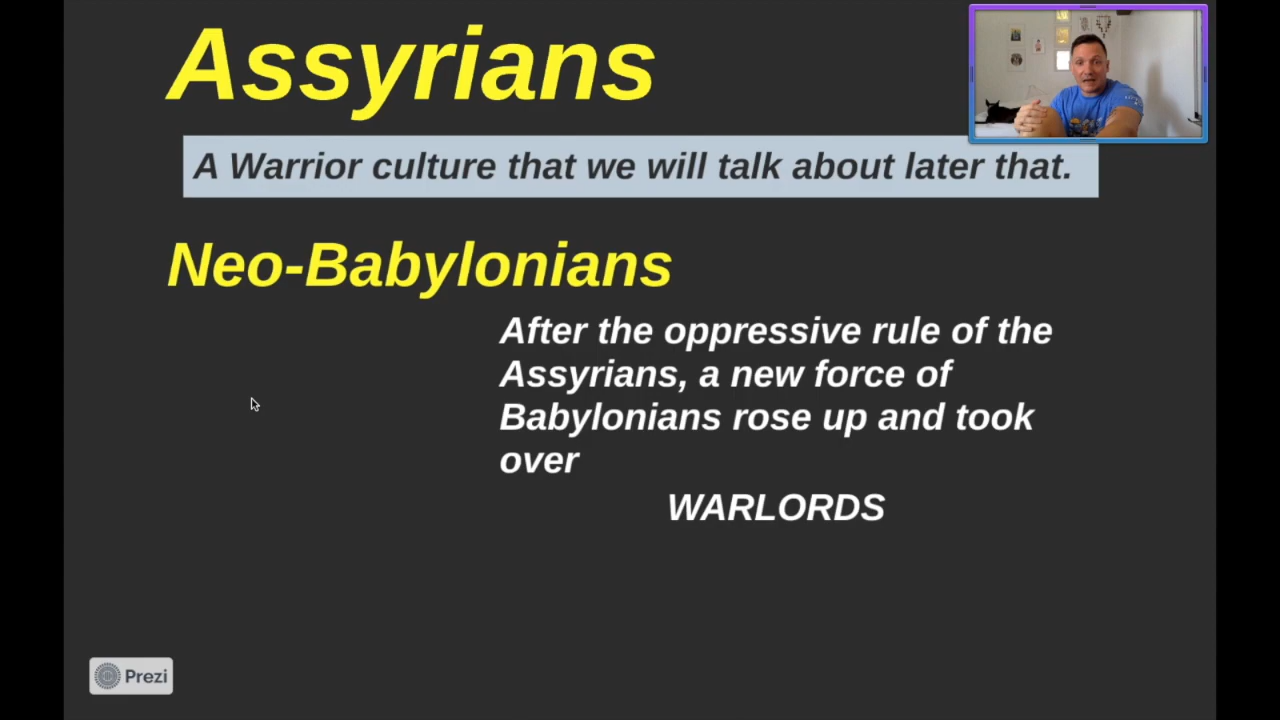 Assyrians
A Warrior culture that we will talk about later that.
Neo-Babylonians
After the oppressive rule of the
Assyrians, a new force of
Babylonians rose up and took
over
WARLORDS
Prezi